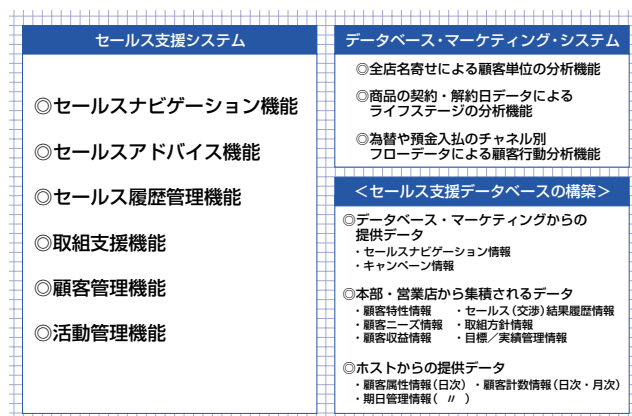 セールス支援システム
◎セールスナビゲーション機能
◎セールスアドバイス機能
◎セールス履歴管理機能
◎取組支援機能
◎顧客管理機能
◎活動管理機能
データベース・マーケティング・システム
◎全店名寄せによる顧客単位の分析機能
◎商品の契約・解約日データによる
ライフステージの分析機能
◎為替や預金入払のチャネル別
フローデータによる顧客行動分析機能
＜セールス支援データベースの構築＞
◎データベース・マーケティングからの
提供データ
・セールスナビゲーション情報
・キャンペーン情報
◎本部・営業店から集積されるデータ
・顧客特性情報 ・セールス(交渉)結果履歴情報
・顧客ニーズ情報 ・取組方針情報
・顧客収益情報 ・目標／実績管理情報
◎ホストからの提供データ
・顧客属性情報(日次) ・顧客計数情報(日次・月次)
・期日管理情報( 〃 )